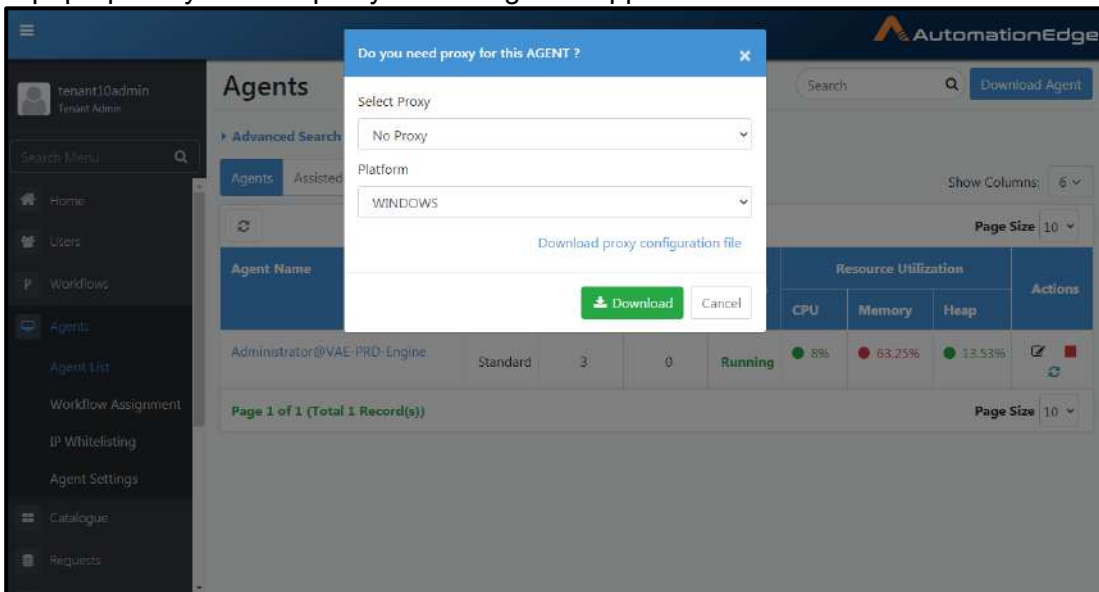 AutomationEdge
Do you need proxy for this AGENT ?
×
tenant10admin
Tenant Admin
Search Menu
Home
Users
Workflows
Agents
Agent List
Workflow Assignment
IP Whitelisting
Agent Settings
Catalogue
Requests
Agents
Search
Download Agent
Advanced Search
Agents
Assisted
Show Columns: 6
Page Size 10
Select Proxy
No Proxy
Platform
WINDOWS
Download proxy configuration file
Download
Cancel
Agent Name
Resource Utilization
Actions
CPU
Memory
Heap
Administrator@VAE-PRD-Engine
Standard
3
0
Running
8%
63.25%
13.53%
Page 1 of 1 (Total 1 Record(s))
Page Size 10